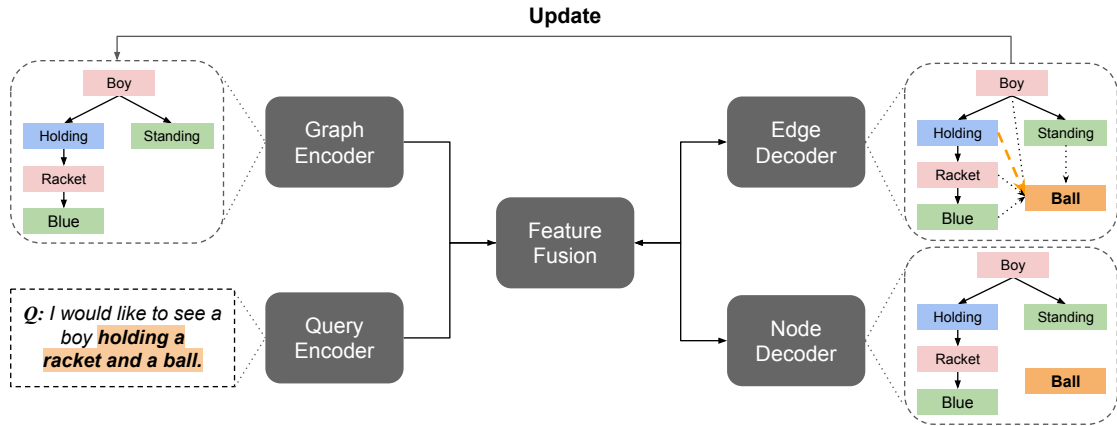 Update
Boy
Holding
Standing
Racket
Blue
Q: I would like to see a
boy holding a
racket and a ball.
Graph
Encoder
Query
Encoder
Feature
Fusion
Edge
Decoder
Node
Decoder
Boy
Holding
Standing
Racket
Ball
Blue
Boy
Holding
Standing
Racket
Ball
Blue